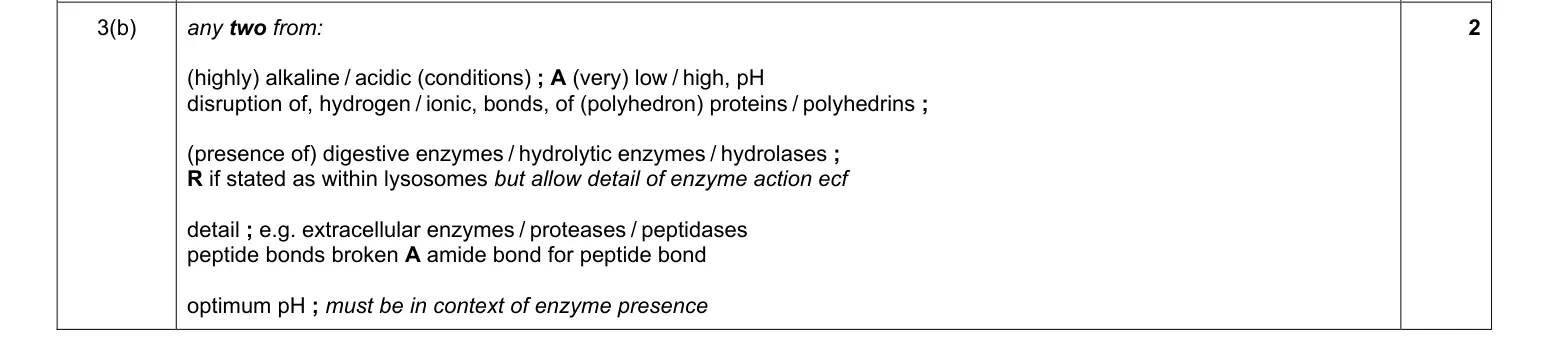 3(b) any two from: 2
(highly) alkaline / acidic (conditions) ; A (very) low / high, pH
disruption of, hydrogen / ionic, bonds, of (polyhedron) proteins / polyhedrins ;
(presence of) digestive enzymes / hydrolytic enzymes / hydrolases ;
R if stated as within lysosomes but allow detail of enzyme action ecf
detail ; e.g. extracellular enzymes / proteases / peptidases
peptide bonds broken A amide bond for peptide bond
optimum pH ; must be in context of enzyme presence